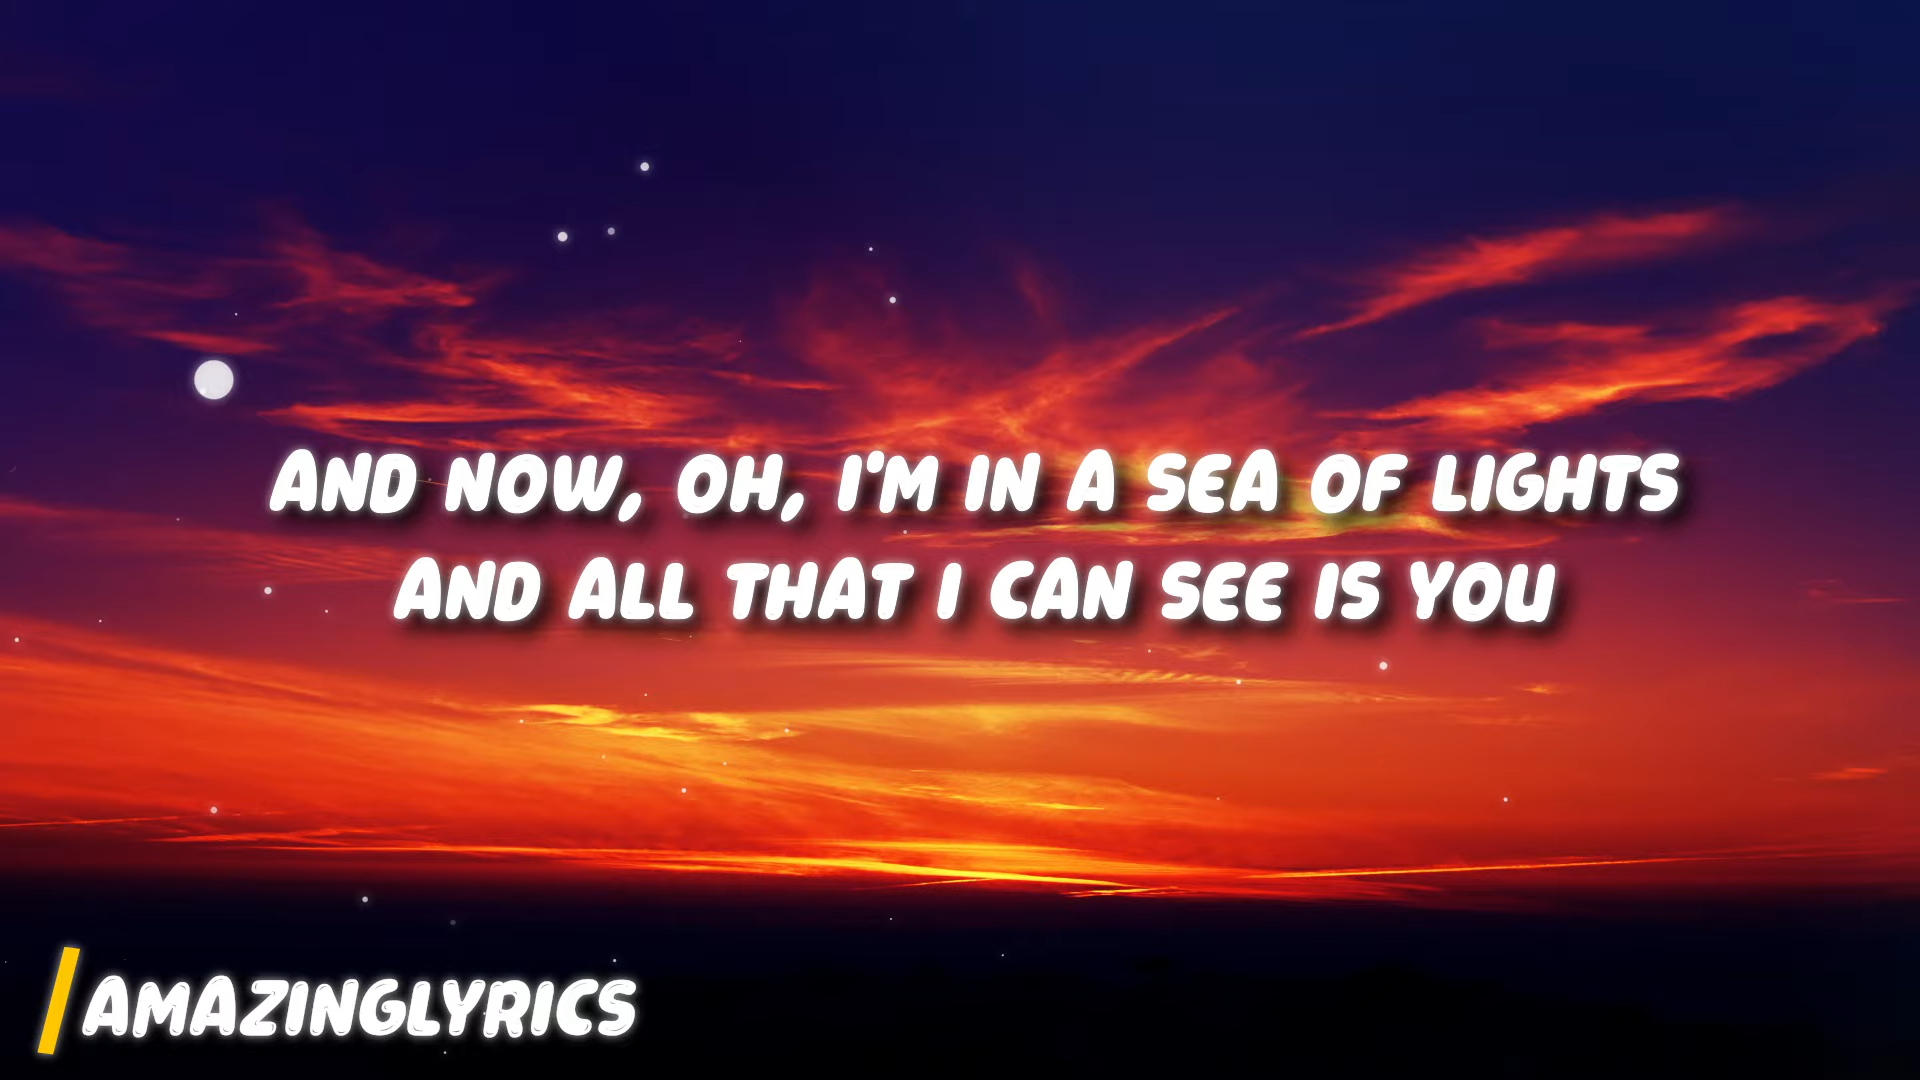 AND NOW, OH, I'M IN A SEA OF LIGHTS
AND ALL THAT I CAN SEE IS YOU
AMAZINGLYRICS